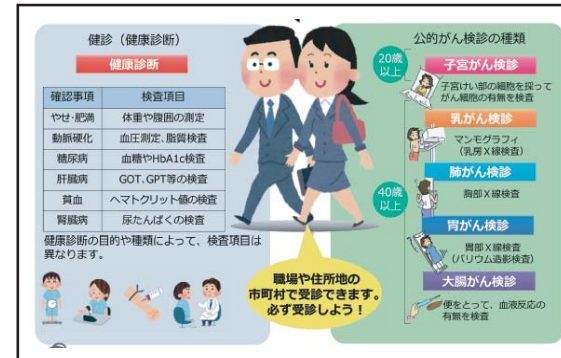 健診（健康診断）
健康診断
確認事項 検査項目
やせ・肥満 体重や腹囲の測定
動脈硬化 血圧測定、脂質検査
糖尿病 血糖やHbA1c検査
肝臓病 GOT、GPT等の検査
貧血 ヘマトクリット値の検査
腎臓病 尿たんぱくの検査
健康診断の目的や種類によって、検査項目は
異なります。
職場や住所地の
市町村で受診できます。
必ず受診しよう！
公的がん検診の種類
20歳
以上
子宮がん検診
子宮けい部の細胞を採って
がん細胞の有無を検査
40歳
以上
乳がん検診
マンモグラフィ
（乳房X線検査）
肺がん検診
胸部X線検査
胃がん検診
胃部X線検査
（バリウム造影検査）
大腸がん検診
便をとって、血液反応の
有無を検査